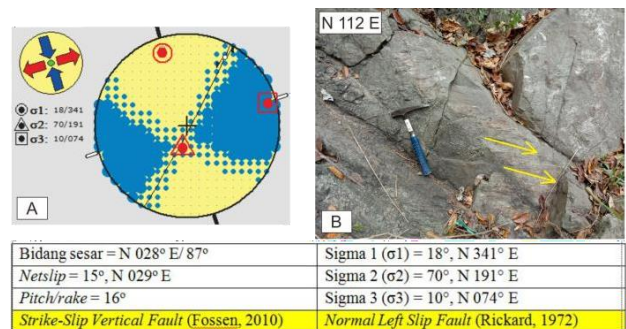 N 112 E
σ1: 18/341
σ2: 70/191
σ3: 10/074
A
B
Bidang sesar = N 028° E/ 87°
Sigma 1 (σ1) = 18°, N 341° E
Netslip = 15°, N 029° E
Sigma 2 (σ2) = 70°, N 191° E
Pitch/rake = 16°
Sigma 3 (σ3) = 10°, N 074° E
Strike-Slip Vertical Fault (Fossen, 2010)
Normal Left Slip Fault (Rickard, 1972)